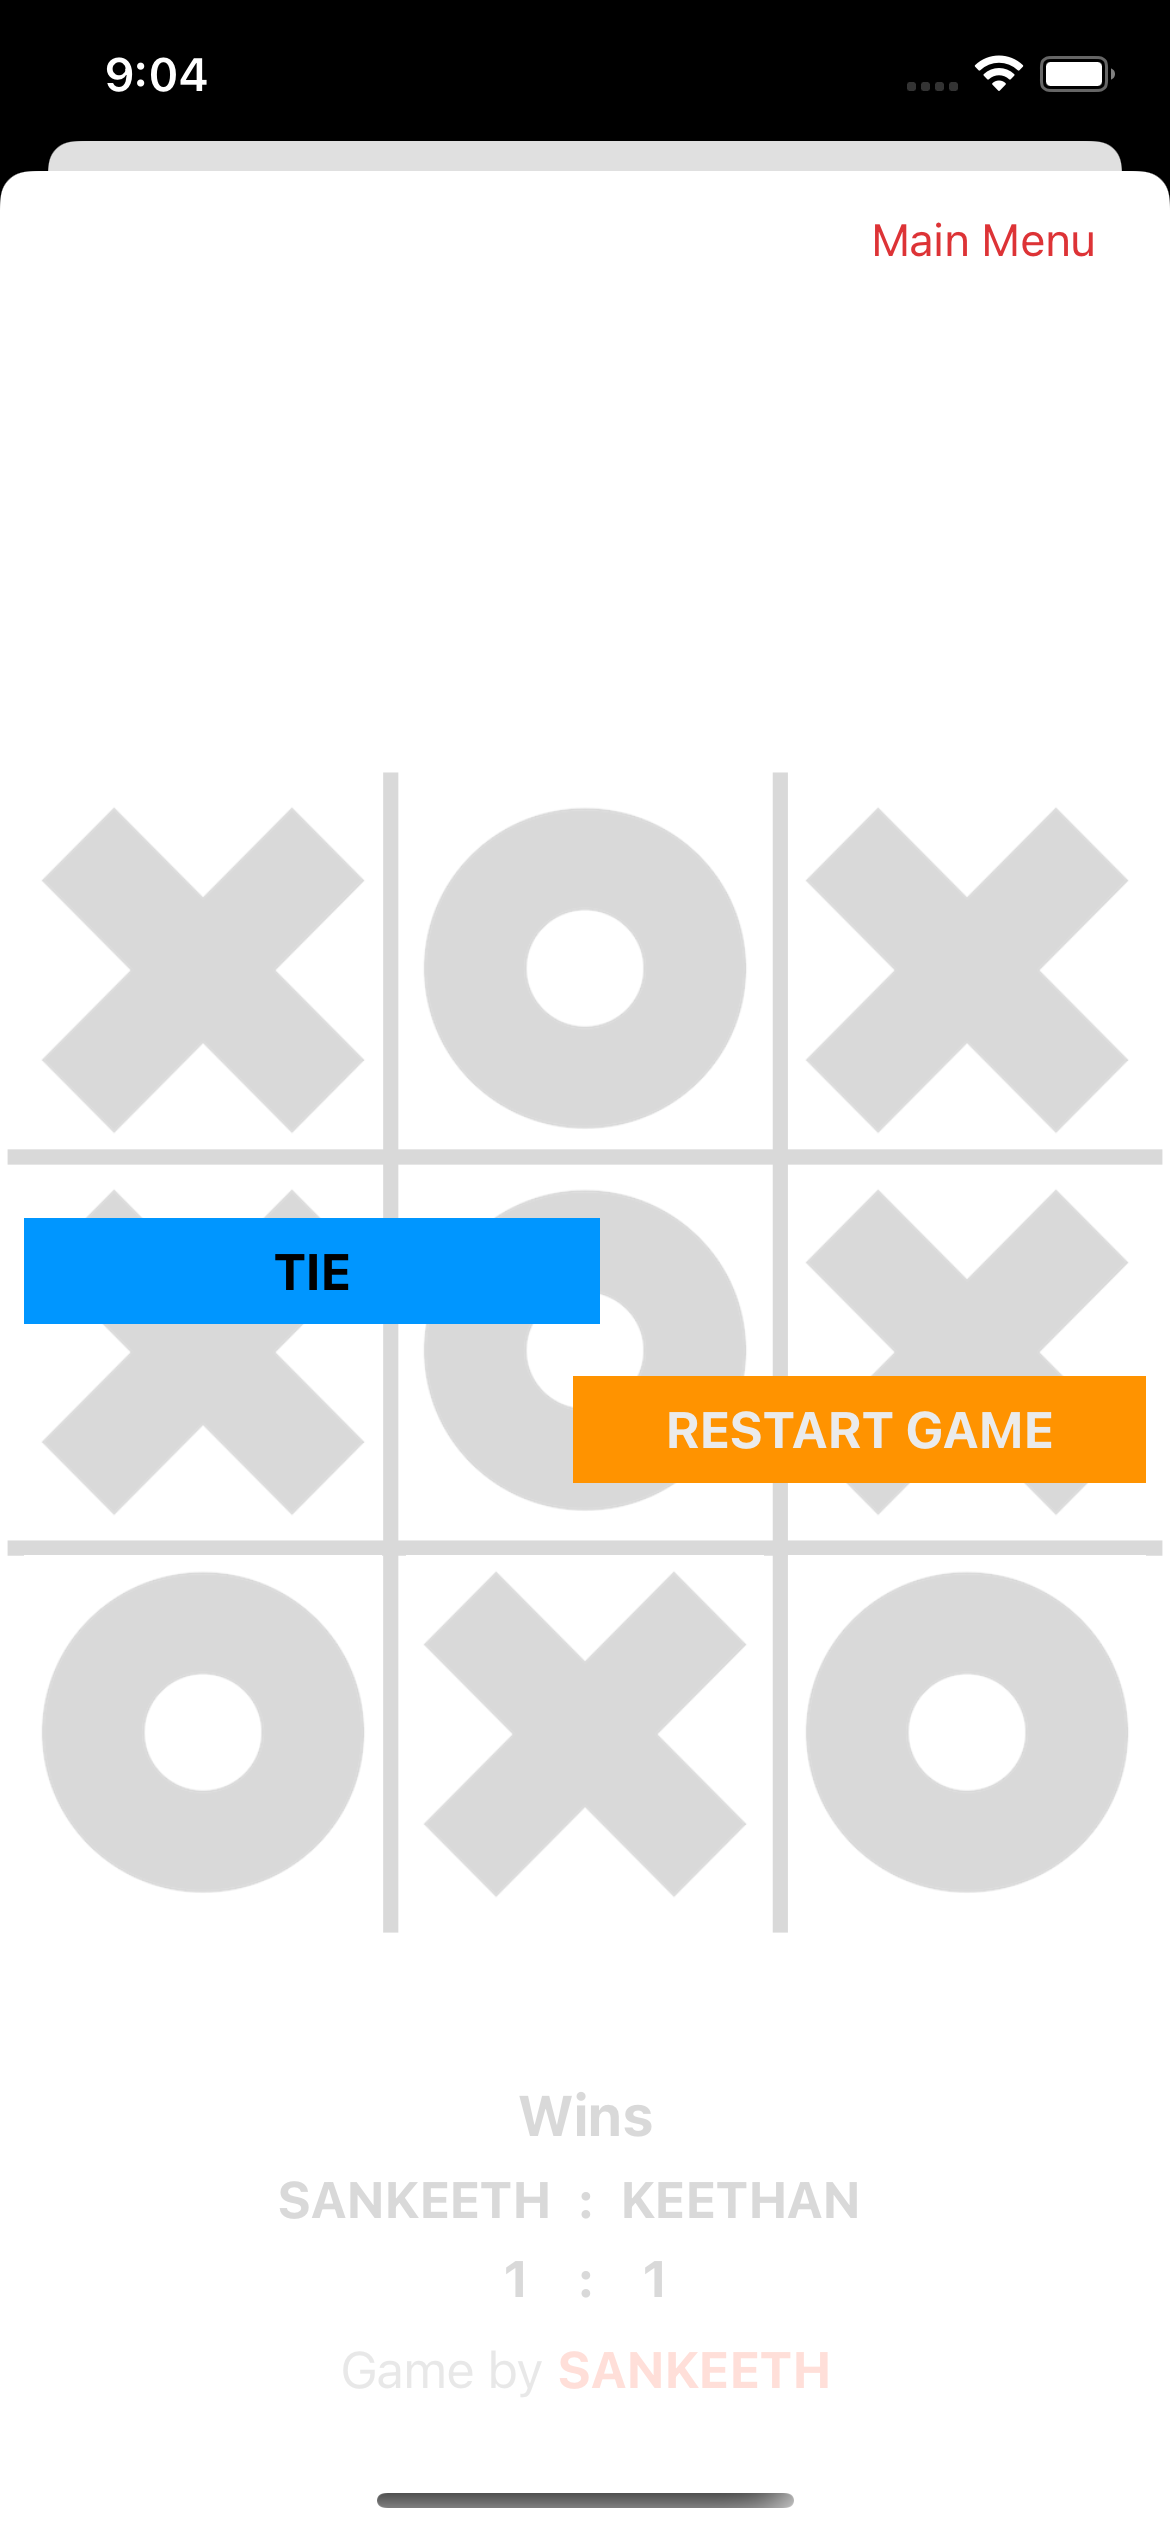 9:04
Main Menu
TIE
RESTART GAME
Wins
SANKEETH : KEETHAN
1 : 1
Game by SANKEETH